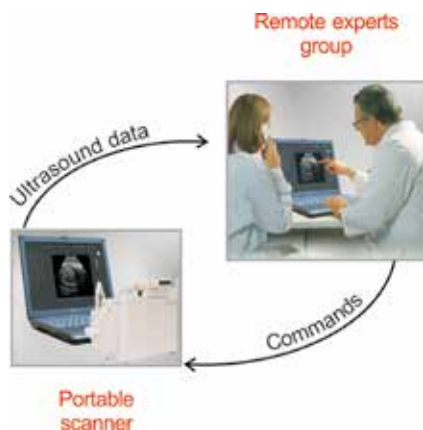 Remote experts
group
Ultrasound data
Commands
Portable
scanner